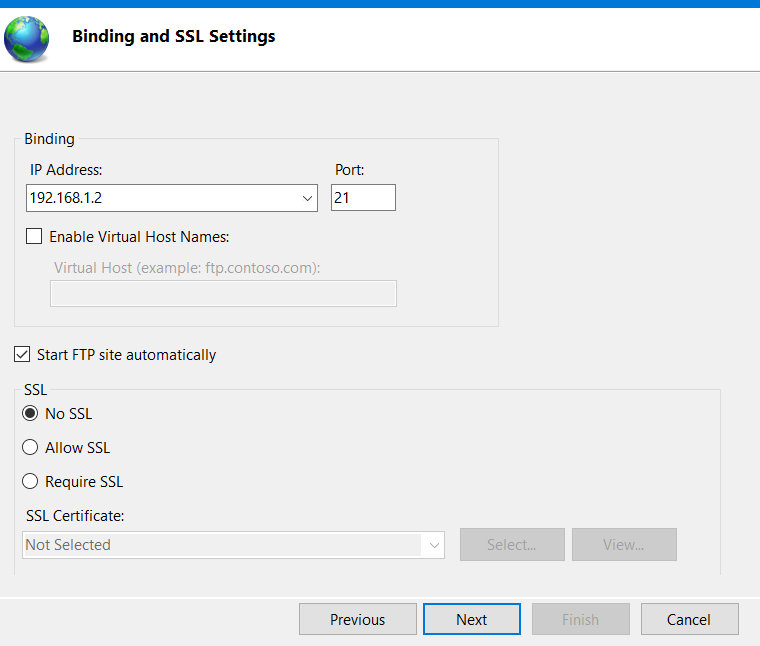 Binding and SSL Settings
Binding
IP Address: Port:
192.168.1.2 21
Enable Virtual Host Names:
Virtual Host (example: ftp.contoso.com):
Start FTP site automatically
SSL
No SSL
Allow SSL
Require SSL
SSL Certificate:
Not Selected Select... View...
Previous Next Finish Cancel